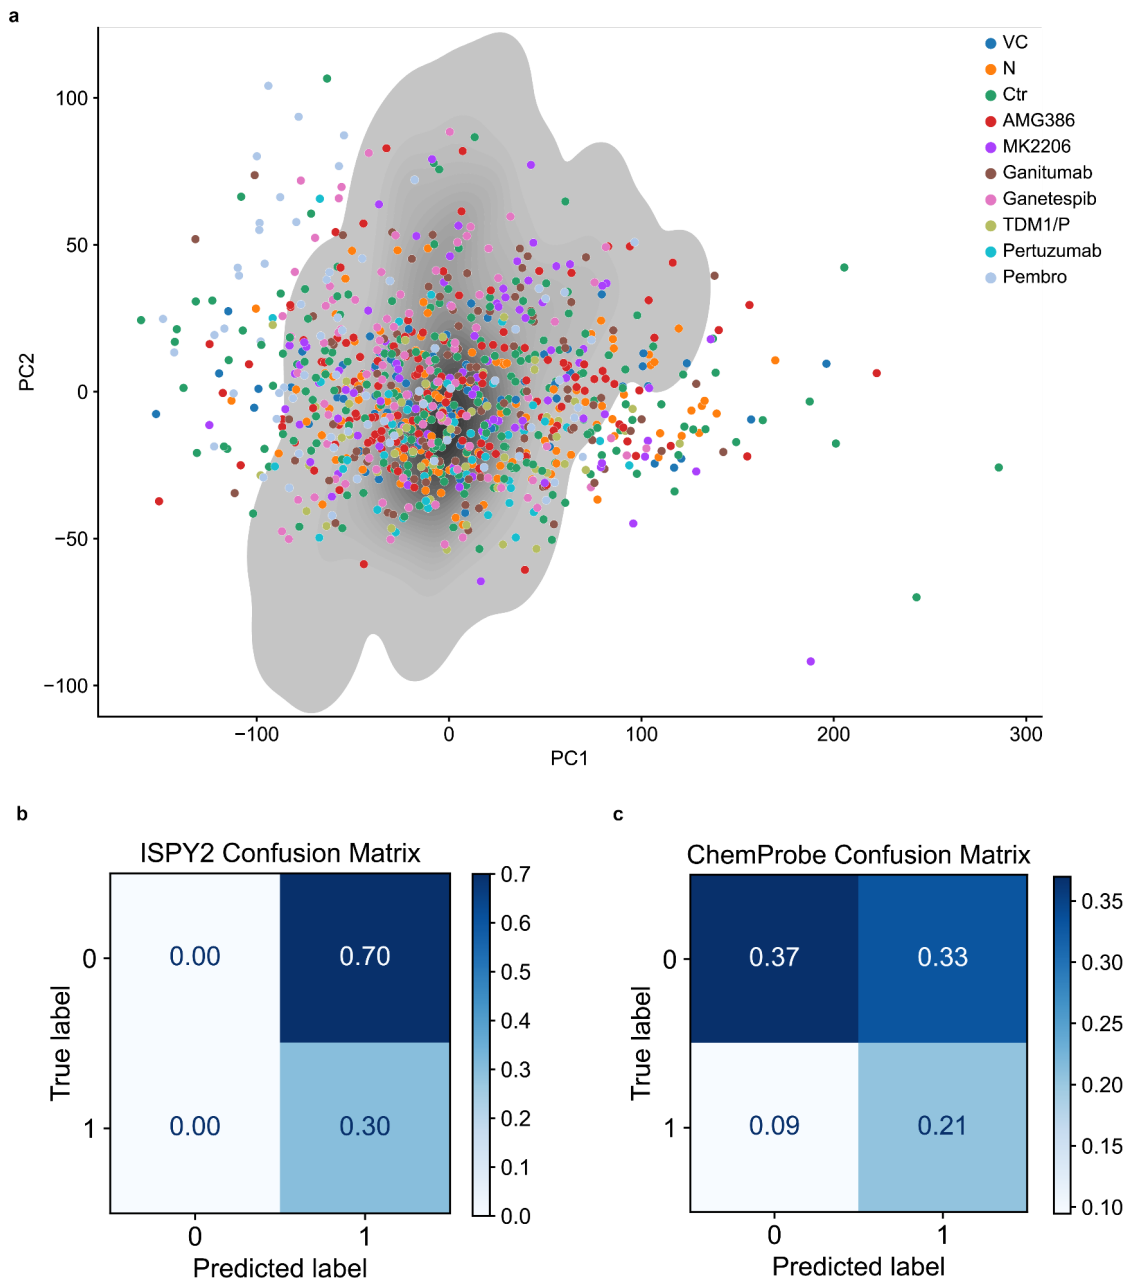 a
VC
N
Ctr
AMG386
MK2206
Ganitumab
Ganetespib
TDM1/P
Pertuzumab
Pembro
100
50
0
−50
−100
PC2
−100 0 100 200 300
PC1
b
ISPY2 Confusion Matrix
0.00 0.70
0.00 0.30
0
1
True label
0 1
Predicted label
0.7
0.6
0.5
0.4
0.3
0.2
0.1
0.0
c
ChemProbe Confusion Matrix
0.37 0.33
0.09 0.21
0
1
True label
0 1
Predicted label
0.35
0.30
0.25
0.20
0.15
0.10